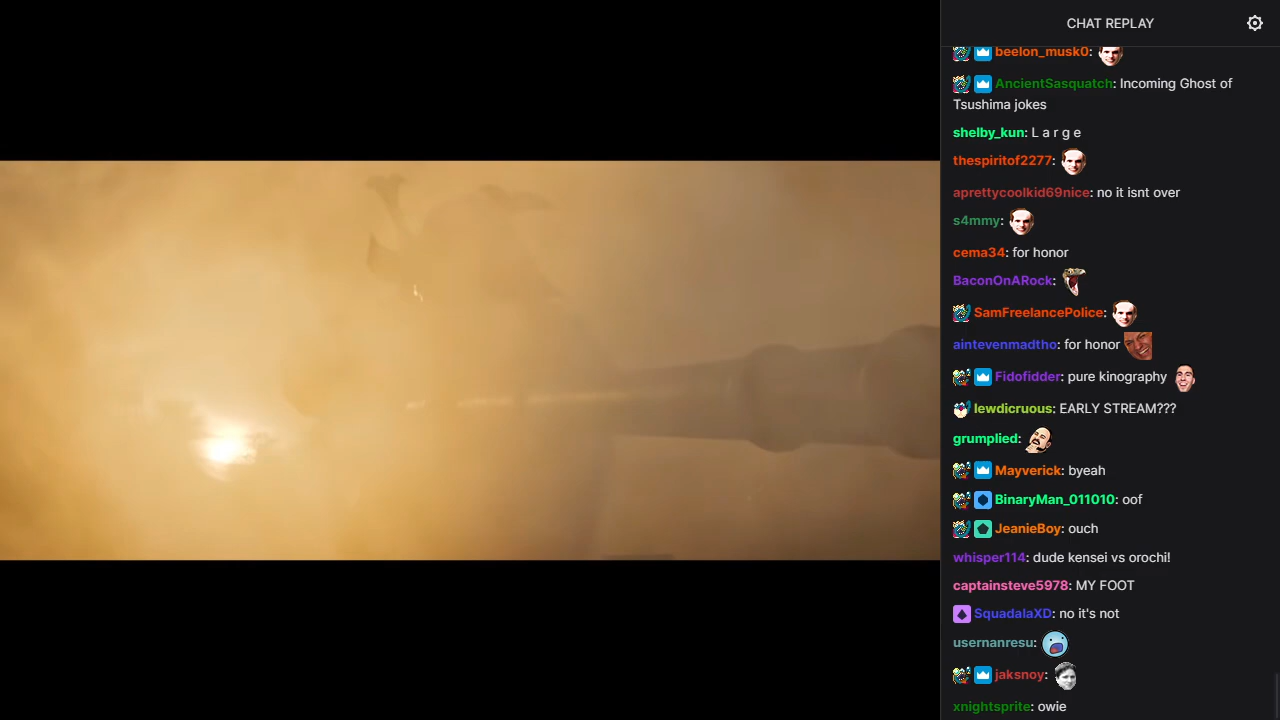 CHAT REPLAY
beelon_musk0:
AncientSasquatch: Incoming Ghost of
Tsushima jokes
shelby_kun: L a r g e
thespiritof2277:
aprettycoolkid69nice: no it isnt over
s4mmy:
cema34: for honor
BaconOnARock:
SamFreelancePolice:
aintevenmadtho: for honor
Fidofidder: pure kinography
lewdicruous: EARLY STREAM???
grumplied:
Mayverick: byeah
BinaryMan_011010: oof
JeanieBoy: ouch
whisper114: dude kensei vs orochi!
captainsteve5978: MY FOOT
SquadalaXD: no it's not
usernanresu:
jaksnoy:
xnightsprite: owie